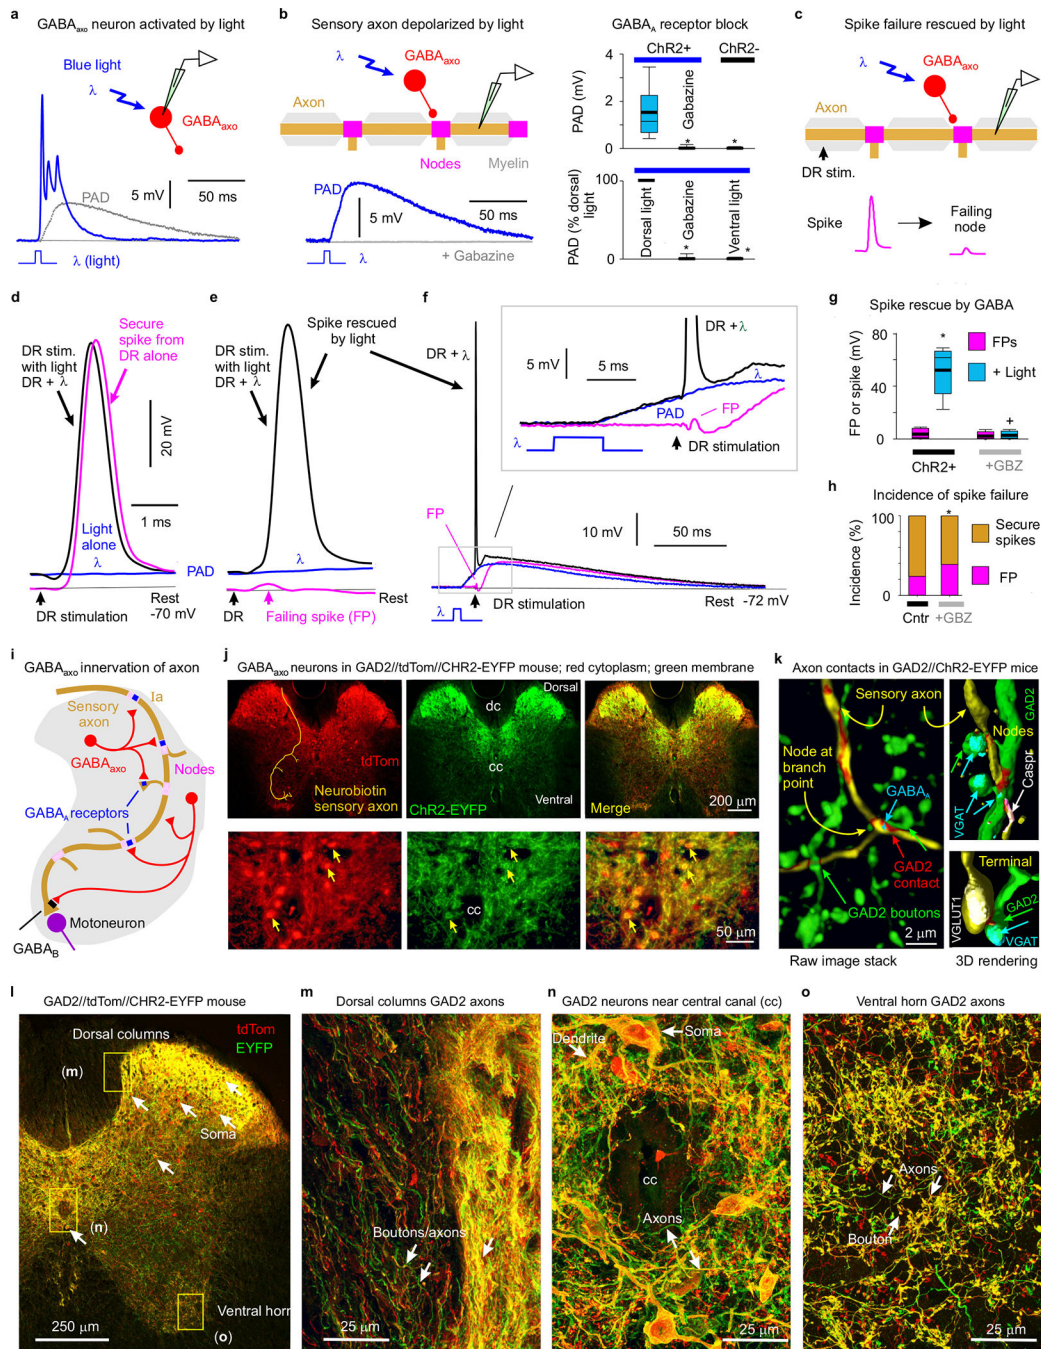 a
GABAaxo neuron activated by light
Blue light
λ
GABAaxo
PAD
5 mV
50 ms
λ (light)
b
Sensory axon depolarized by light
λ
GABAaxo
Axon
Nodes
Myelin
PAD
5 mV
50 ms
λ
+ Gabazine
GABAA receptor block
ChR2+
ChR2-
PAD (mV)
4
2
0
Gabazine
*
*
PAD (% dorsal)
light
100
0
Dorsal light
Gabazine
Ventral light
*
*
c
Spike failure rescued by light
λ
GABAaxo
Axon
DR stim.
Spike
Failing
node
d
DR stim.
with light
DR + λ
Secure
spike from
DR alone
20 mV
1 ms
Light
alone
λ
PAD
Rest
-70 mV
DR stimulation
e
DR stim.
with light
DR + λ
Spike rescued
by light
λ
Rest
DR
Failing spike (FP)
f
DR + λ
5 mV
5 ms
DR + λ
λ
PAD
FP
λ
DR stimulation
FP
10 mV
50 ms
Rest
-72 mV
λ
DR stimulation
g
Spike rescue by GABA
FP or spike (mV)
80
40
0
*
+
FPs
+ Light
ChR2+
+GBZ
h
Incidence of spike failure
Incidence (%)
100
0
*
Secure
spikes
FP
Cntr
+GBZ
i
GABAaxo innervation of axon
Ia
Sensory
axon
GABAaxo
Nodes
GABAA receptors
Motoneuron
GABAB
j
GABAaxo neurons in GAD2//tdTom//CHR2-EYFP mouse; red cytoplasm; green membrane
tdTom
Neurobiotin
sensory axon
Dorsal
dc
cc
Ventral
ChR2-EYFP
Merge
200 µm
cc
50 µm
k
Axon contacts in GAD2//ChR2-EYFP mice
Sensory axon
Node at
branch
point
GABAA
GAD2
contact
GAD2 boutons
2 µm
Raw image stack
GAD2
Nodes
Caspr
VGAT
Terminal
VGLUT1
GAD2
VGAT
3D rendering
l
GAD2//tdTom//CHR2-EYFP mouse
Dorsal columns
tdTom
EYFP
(m)
Soma
(n)
Ventral horn
(o)
250 µm
m
Dorsal columns GAD2 axons
Boutons/axons
25 µm
n
GAD2 neurons near central canal (cc)
Dendrite
Soma
cc
Axons
25 µm
o
Ventral horn GAD2 axons
Axons
Bouton
25 µm